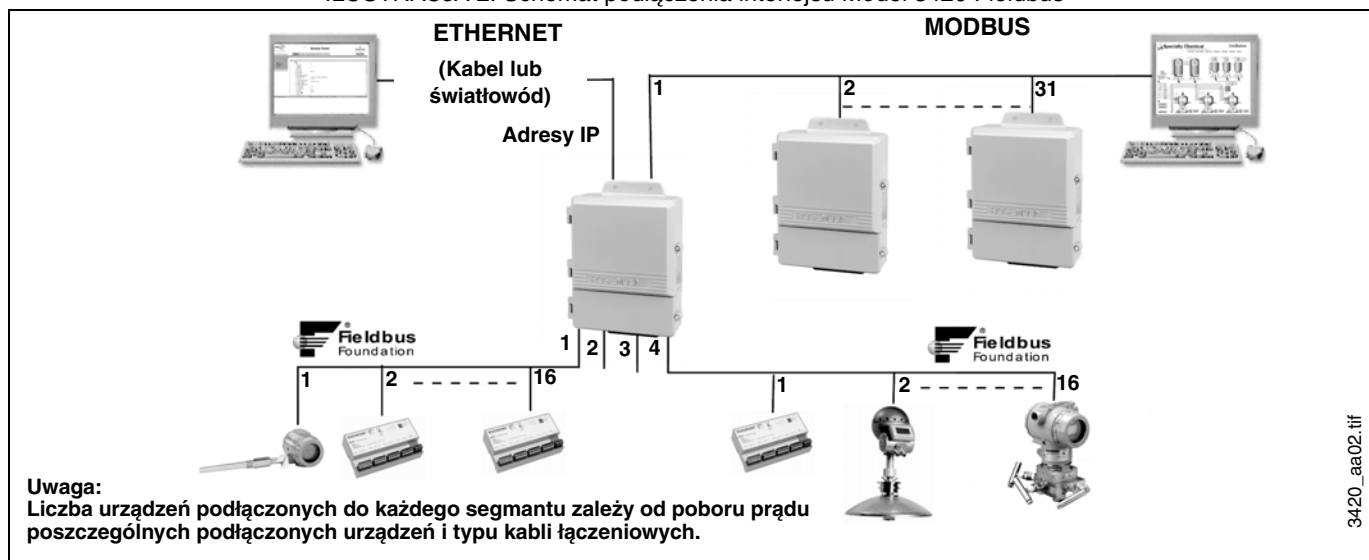 ETHERNET
(Kabel lub
światłowód)
Adresy IP
MODBUS
1
2
31
Specialty Chemical
1
2
3
4
Fieldbus
Foundation
1
2
16
Fieldbus
Foundation
1
2
16
Uwaga:
Liczba urządzeń podłączonych do każdego segmantu zależy od poboru prądu
poszczególnych podłączonych urządzeń i typu kabli łączeniowych.
3420_aa02.tif